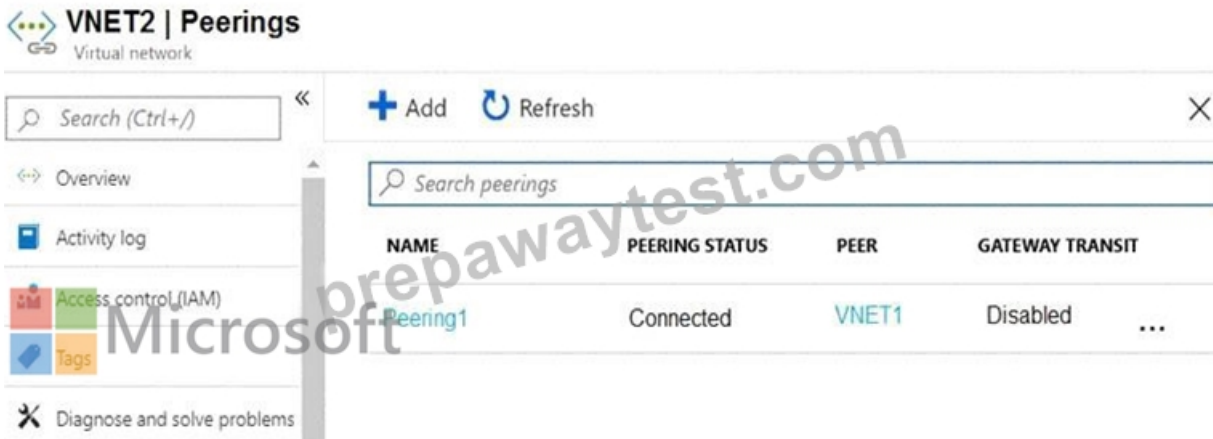 VNET2 | Peerings
Virtual network
Search (Ctrl+/)
«
Add
Refresh
Overview
Search peerings
Activity log
NAME PEERING STATUS PEER GATEWAY TRANSIT
Access control (IAM)
Peering1 Connected VNET1 Disabled ...
Tags
Diagnose and solve problems
Microsoft
prepawaytest.com